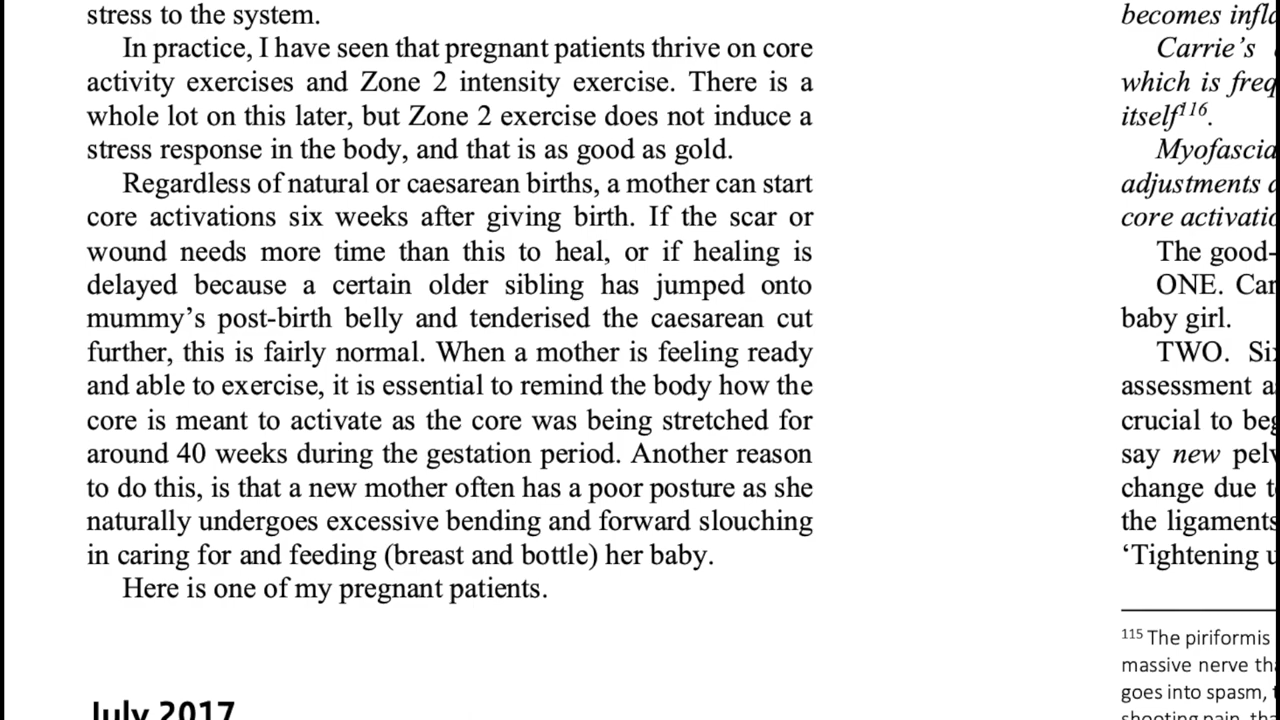 stress to the system.
In practice, I have seen that pregnant patients thrive on core
activity exercises and Zone 2 intensity exercise. There is a
whole lot on this later, but Zone 2 exercise does not induce a
stress response in the body, and that is as good as gold.
Regardless of natural or caesarean births, a mother can start
core activations six weeks after giving birth. If the scar or
wound needs more time than this to heal, or if healing is
delayed because a certain older sibling has jumped onto
mummy’s post-birth belly and tenderised the caesarean cut
further, this is fairly normal. When a mother is feeling ready
and able to exercise, it is essential to remind the body how the
core is meant to activate as the core was being stretched for
around 40 weeks during the gestation period. Another reason
to do this, is that a new mother often has a poor posture as she
naturally undergoes excessive bending and forward slouching
in caring for and feeding (breast and bottle) her baby.
Here is one of my pregnant patients.
July 2017
becomes
Carrie’s
which is
itself¹¹⁶.
adjustments
core
The good-
ONE.
baby girl.
TWO.
assessment
crucial to
say new
change due
the ligaments
‘Tightening
¹¹⁵ The piriformis
massive nerve
goes into spasm,
shooting pain,